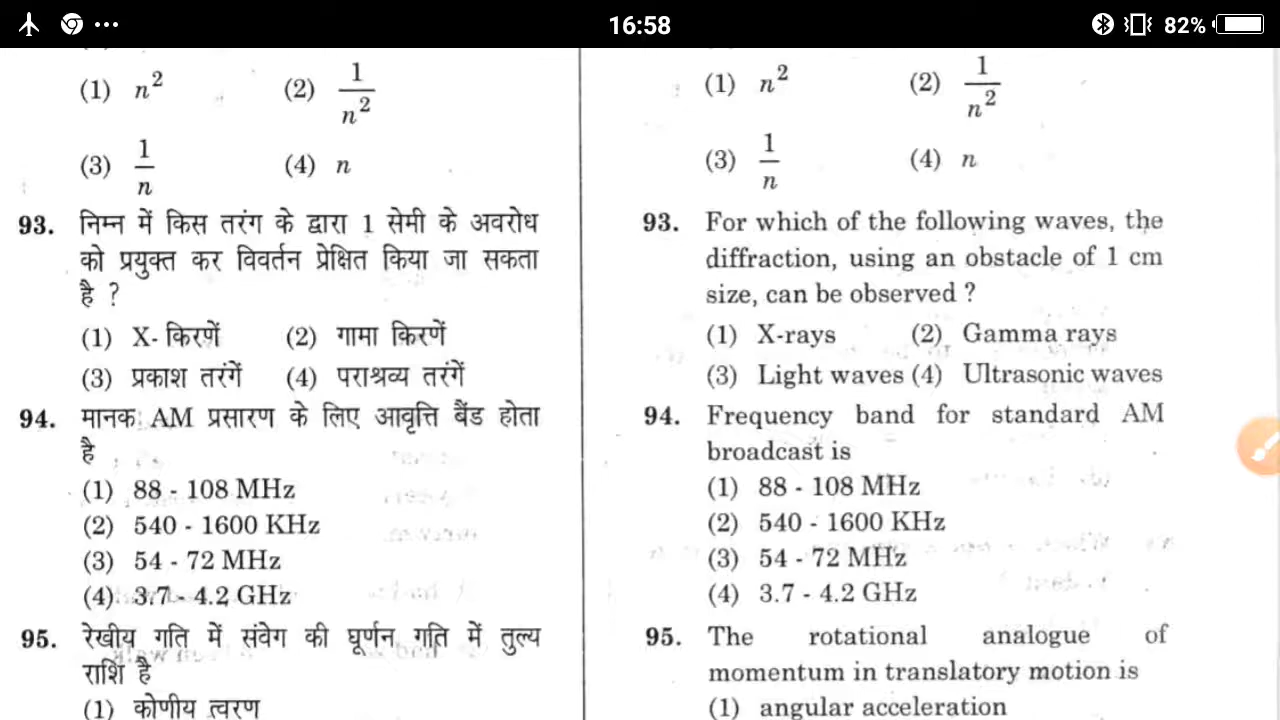 16:58
82%
(1) n² (2) 1/n²
(3) 1/n (4) n
93. निम्न में किस तरंग के द्वारा 1 सेमी के अवरोध
को प्रयुक्त कर विवर्तन प्रेक्षित किया जा सकता
है ?
(1) X- किरणें (2) गामा किरणें
(3) प्रकाश तरंगें (4) पराश्रव्य तरंगें
94. मानक AM प्रसारण के लिए आवृत्ति बैंड होता
है
(1) 88 - 108 MHz
(2) 540 - 1600 KHz
(3) 54 - 72 MHz
(4) 3.7 - 4.2 GHz
95. रेखीय गति में संवेग की घूर्णन गति में तुल्य
राशि है
(1) कोणीय त्वरण
(1) n² (2) 1/n²
(3) 1/n (4) n
93. For which of the following waves, the
diffraction, using an obstacle of 1 cm
size, can be observed ?
(1) X-rays (2) Gamma rays
(3) Light waves (4) Ultrasonic waves
94. Frequency band for standard AM
broadcast is
(1) 88 - 108 MHz
(2) 540 - 1600 KHz
(3) 54 - 72 MHz
(4) 3.7 - 4.2 GHz
95. The rotational analogue of
momentum in translatory motion is
(1) angular acceleration